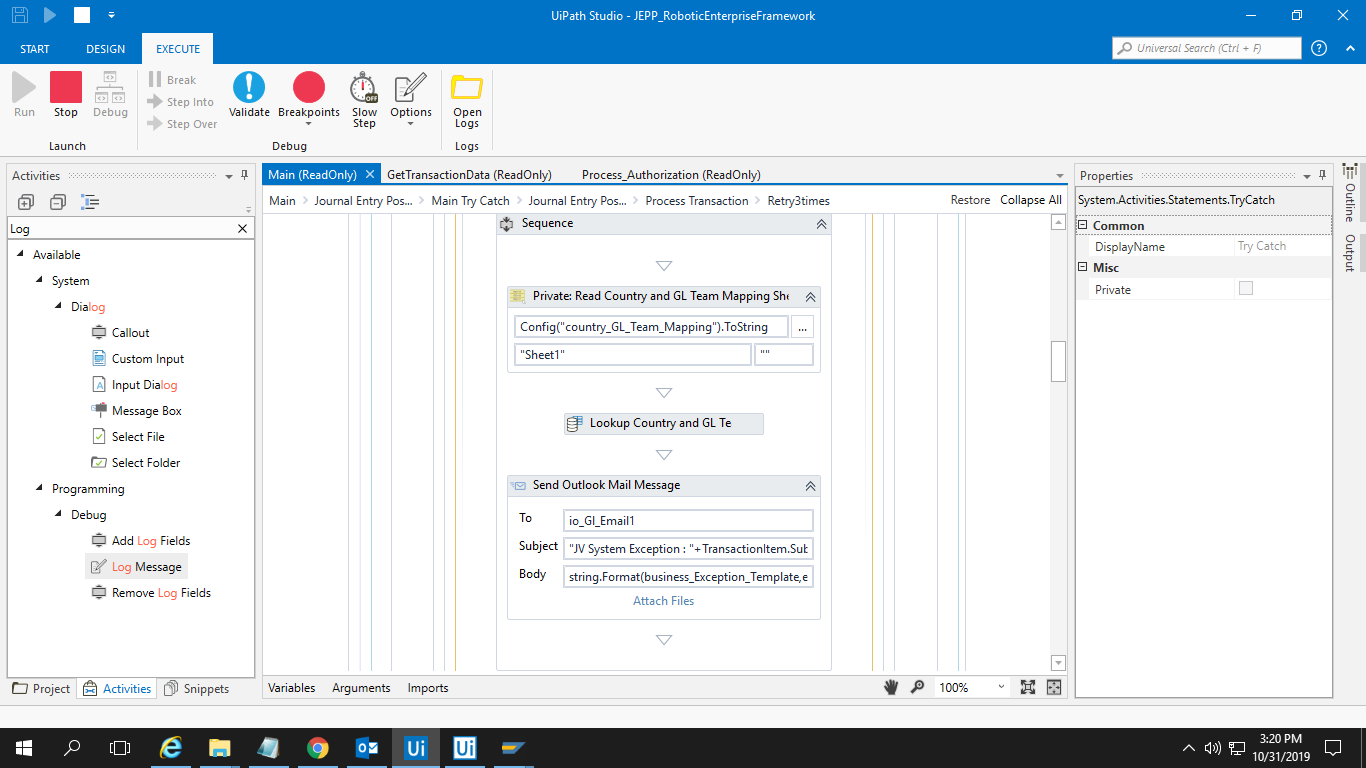 UiPath Studio - JEPP_RoboticEnterpriseFramework
START DESIGN EXECUTE
Universal Search (Ctrl + F)
Run Stop Debug
Break
Step Into
Step Over
Validate Breakpoints Slow Step Options
Open Logs
OFF
Launch Debug Logs
Activities
Log
Available
System
Dialog
Callout
Custom Input
Input Dialog
Message Box
Select File
Select Folder
Programming
Debug
Add Log Fields
Log Message
Remove Log Fields
Project Activities Snippets
Main (ReadOnly) GetTransactionData (ReadOnly) Process_Authorization (ReadOnly)
Main Journal Entry Pos... Main Try Catch Journal Entry Pos... Process Transaction Retry3times Restore Collapse All
Sequence
Private: Read Country and GL Team Mapping She
Config("country_GL_Team_Mapping").ToString ...
"Sheet1" ""
Lookup Country and GL Te
Send Outlook Mail Message
To io_Gl_Email1
Subject "JV System Exception : "+TransactionItem.Sub
Body string.Format(business_Exception_Template,e
Attach Files
Variables Arguments Imports 100%
Properties
System.Activities.Statements.TryCatch
Common
DisplayName Try Catch
Misc
Private
Outline
Output
Ui Ui
3:20 PM
10/31/2019